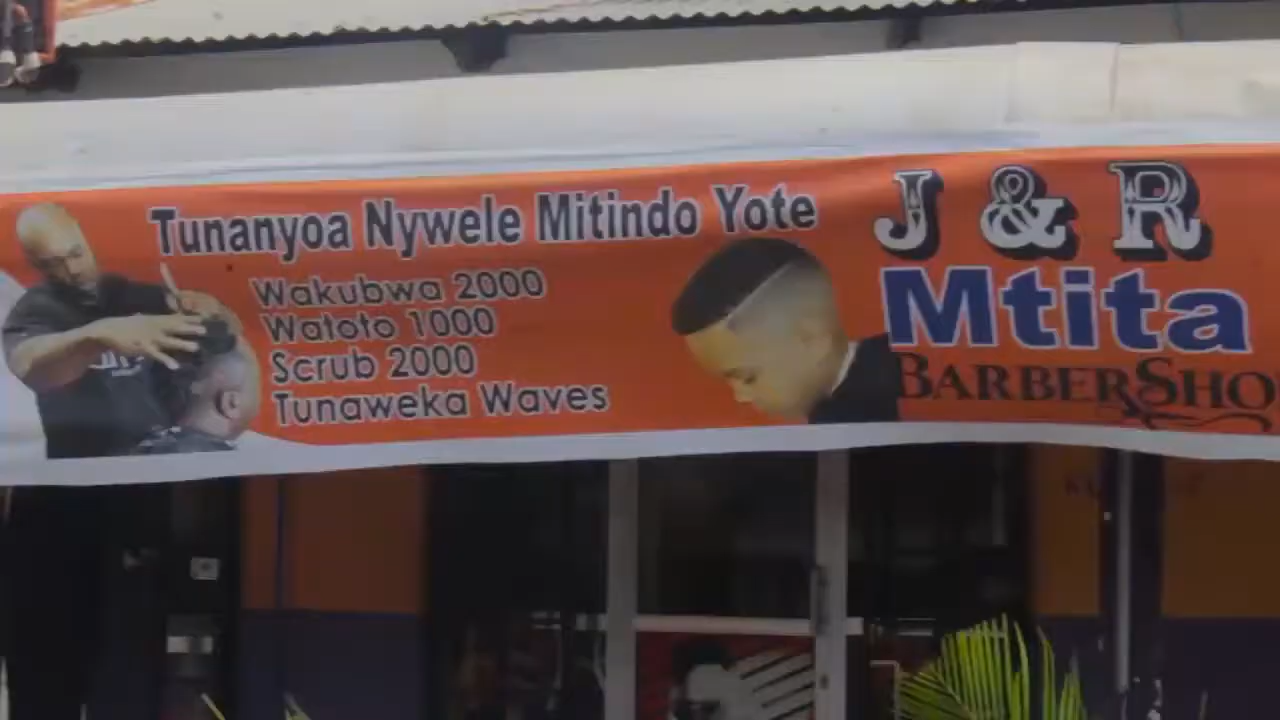 Tunanyoa Nywele Mitindo Yote
Wakubwa 2000
Watoto 1000
Scrub 2000
Tunaweka Waves
J & R
Mtita
BARBERSHO